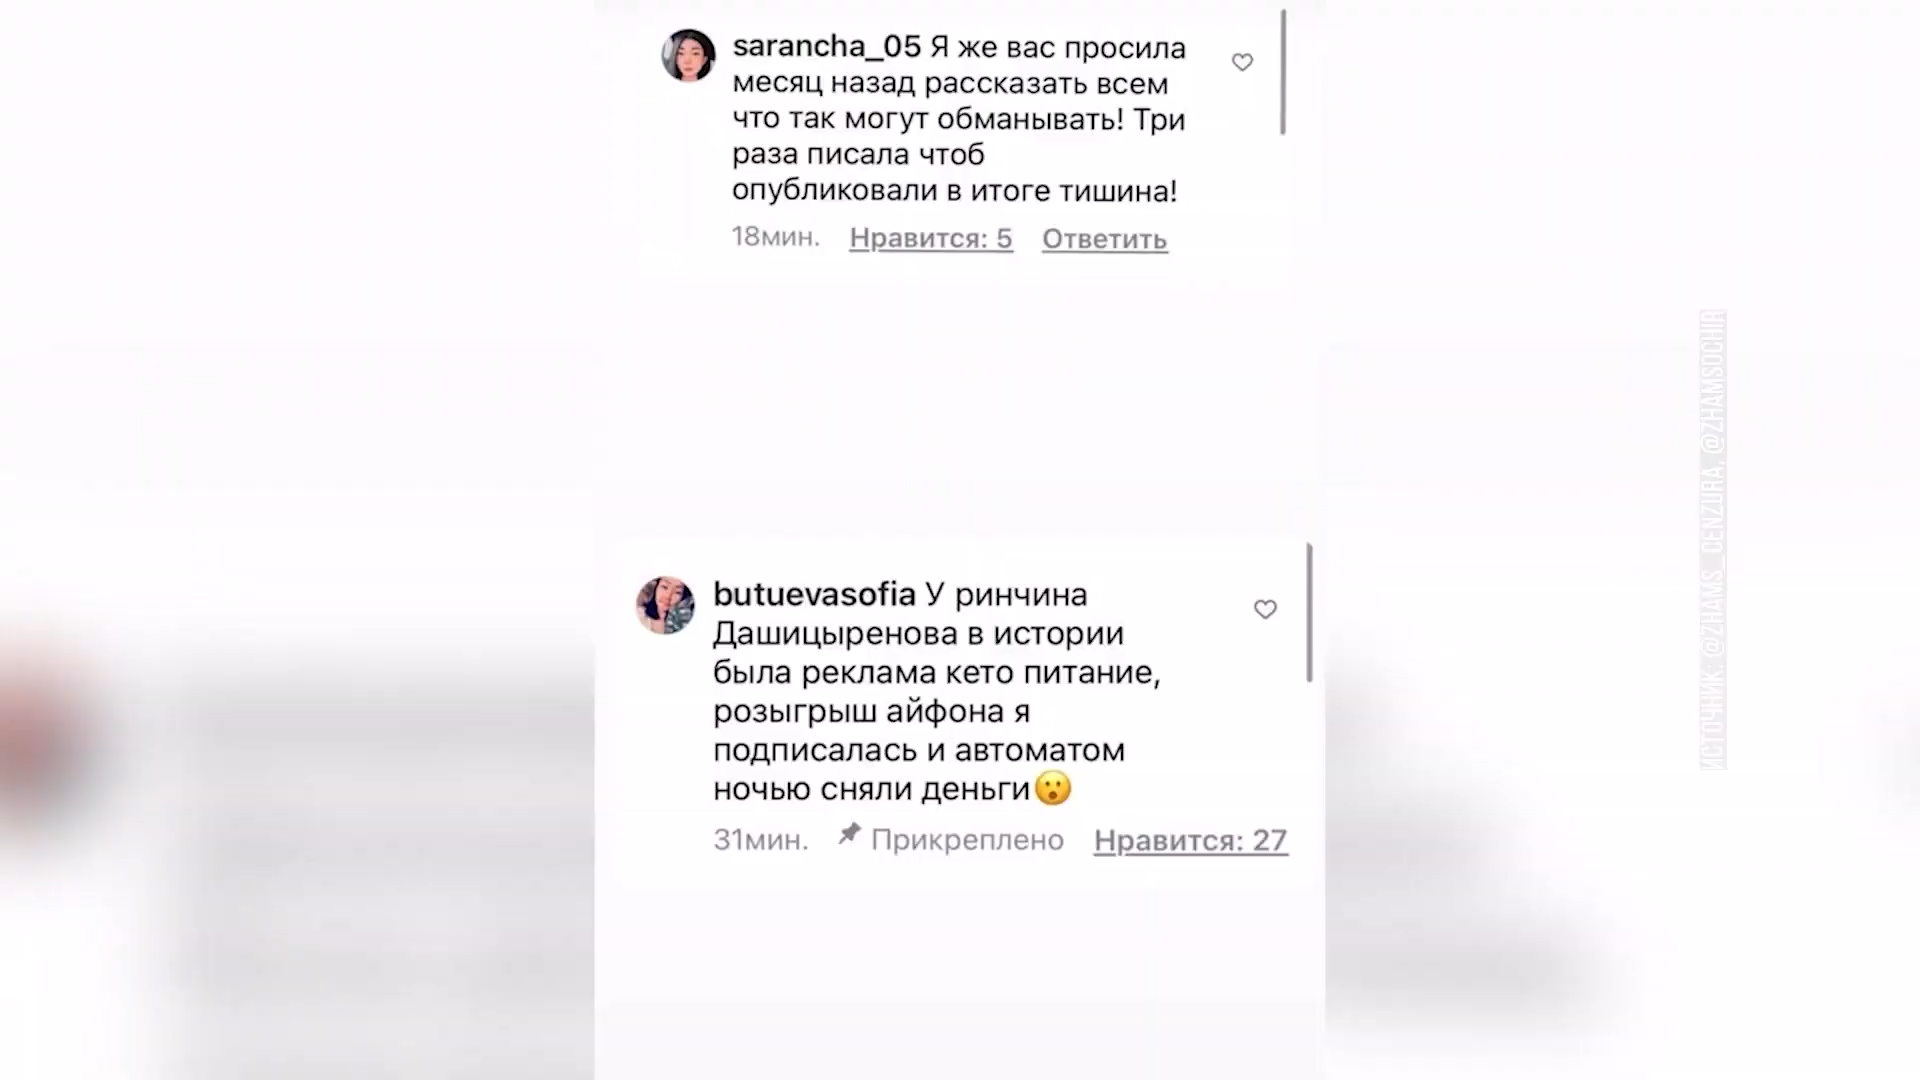 sarancha_05 Я же вас просила
месяц назад рассказать всем
что так могут обманывать! Три
раза писала чтоб
опубликовали в итоге тишина!
18мин. Нравится: 5 Ответить
butuevasofia У ринчина
Дашицыренова в истории
была реклама кето питание,
розыгрыш айфона я
подписалась и автоматом
ночью сняли деньги😮
31мин. Прикреплено Нравится: 27
ИСТОЧНИК: @ZHAMS_DENZURA, @ZHAMSOCHIR